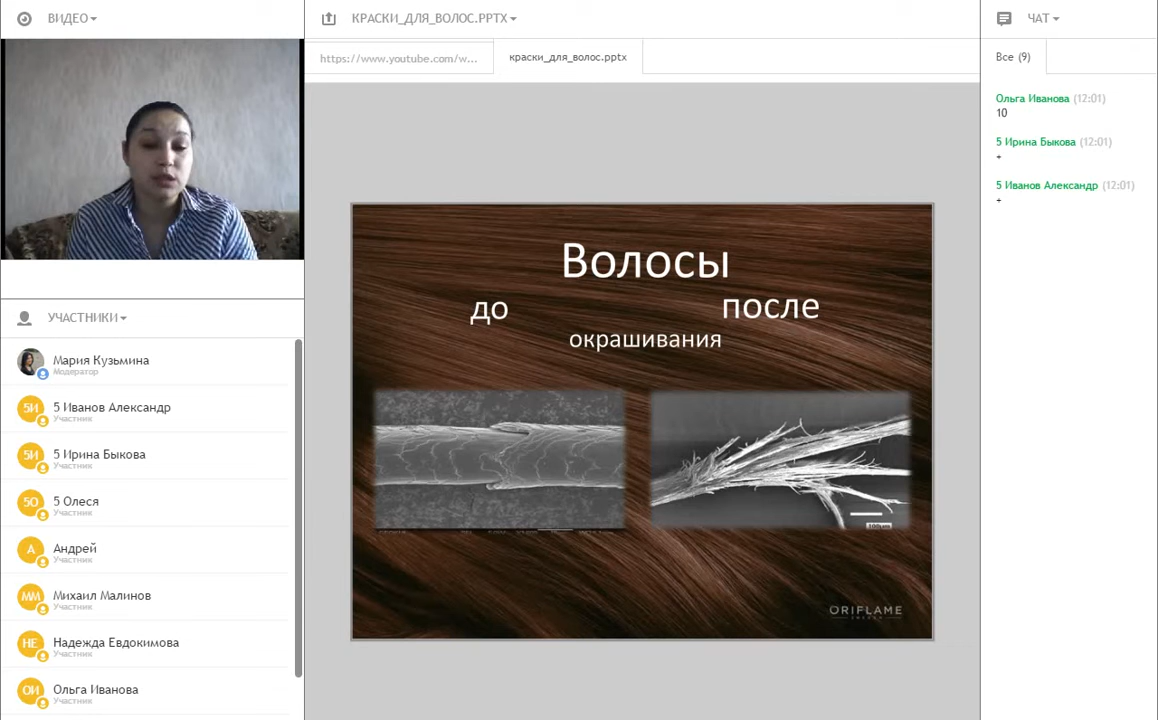 ВИДЕО
КРАСКИ_ДЛЯ_ВОЛОС.PPTX
ЧАТ
https://www.youtube.com/w...
краски_для_волос.pptx
Все (9)
Ольга Иванова (12:01)
10
5 Ирина Быкова (12:01)
+
5 Иванов Александр (12:01)
+
Волосы
до
после
окрашивания
100µm
ORIFLAME
SWEDEN
УЧАСТНИКИ
Мария Кузьмина
Модератор
5И
5 Иванов Александр
Участник
5И
5 Ирина Быкова
Участник
5О
5 Олеся
Участник
А
Андрей
Участник
ММ
Михаил Малинов
Участник
НЕ
Надежда Евдокимова
Участник
ОИ
Ольга Иванова
Участник